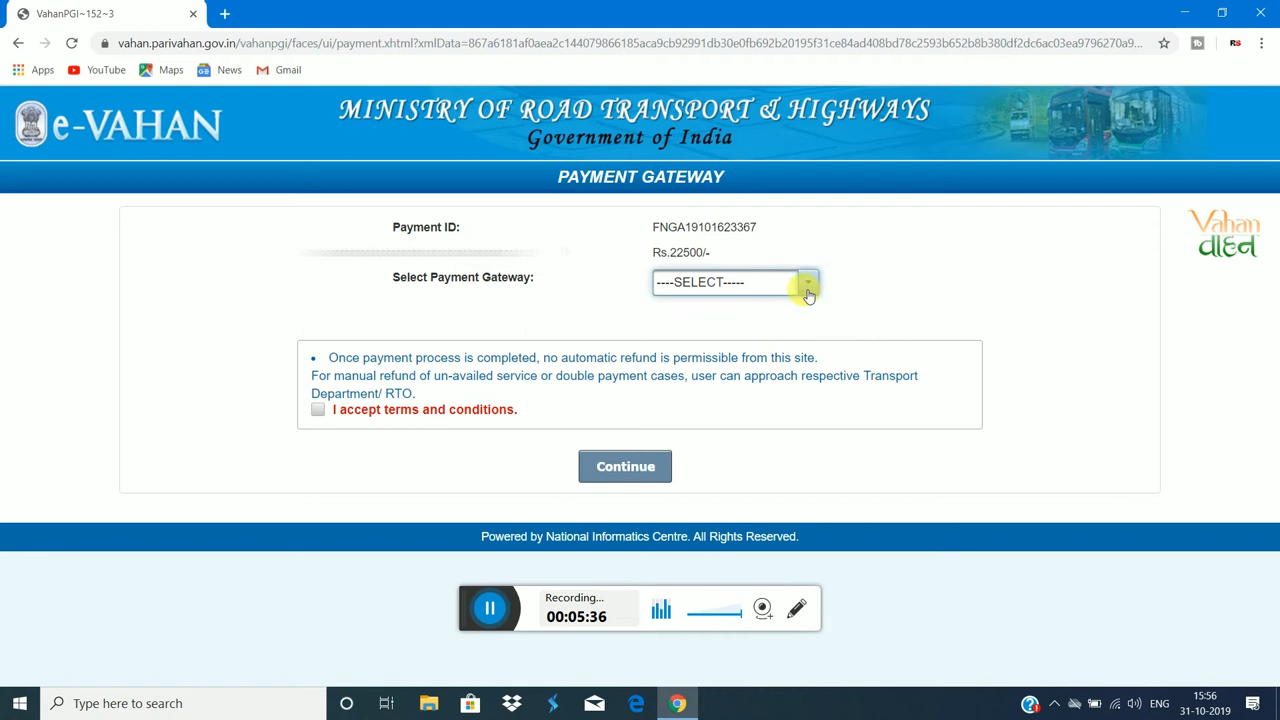 VahanPGI~152~3
vahan.parivahan.gov.in/vahanpgi/faces/ui/payment.xhtml?xmlData=867a6181af0aea2c144079866185aca9cb92991db30e0fb692b20195f31ce84ad408bd78c2593b652b8b380df2dc6ac03ea9796270a9...
Apps YouTube Maps News Gmail
e-VAHAN
MINISTRY OF ROAD TRANSPORT & HIGHWAYS
Government of India
PAYMENT GATEWAY
Vahan
वाहन
Payment ID: FNGA19101623367
Rs.22500/-
Select Payment Gateway: ----SELECT-----
• Once payment process is completed, no automatic refund is permissible from this site.
For manual refund of un-availed service or double payment cases, user can approach respective Transport
Department/ RTO.
I accept terms and conditions.
Continue
Powered by National Informatics Centre. All Rights Reserved.
Recording...
00:05:36
Type here to search
ENG
15:56
31-10-2019